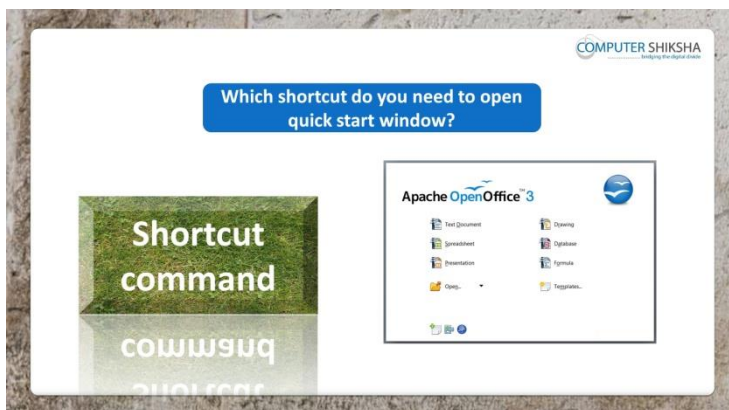 COMPUTER SHIKSHA
bridging the digital divide
Which shortcut do you need to open
quick start window?
Shortcut
command
Apache OpenOffice™ 3
Text Document
Drawing
Spreadsheet
Database
Presentation
Formula
Open...
Templates...